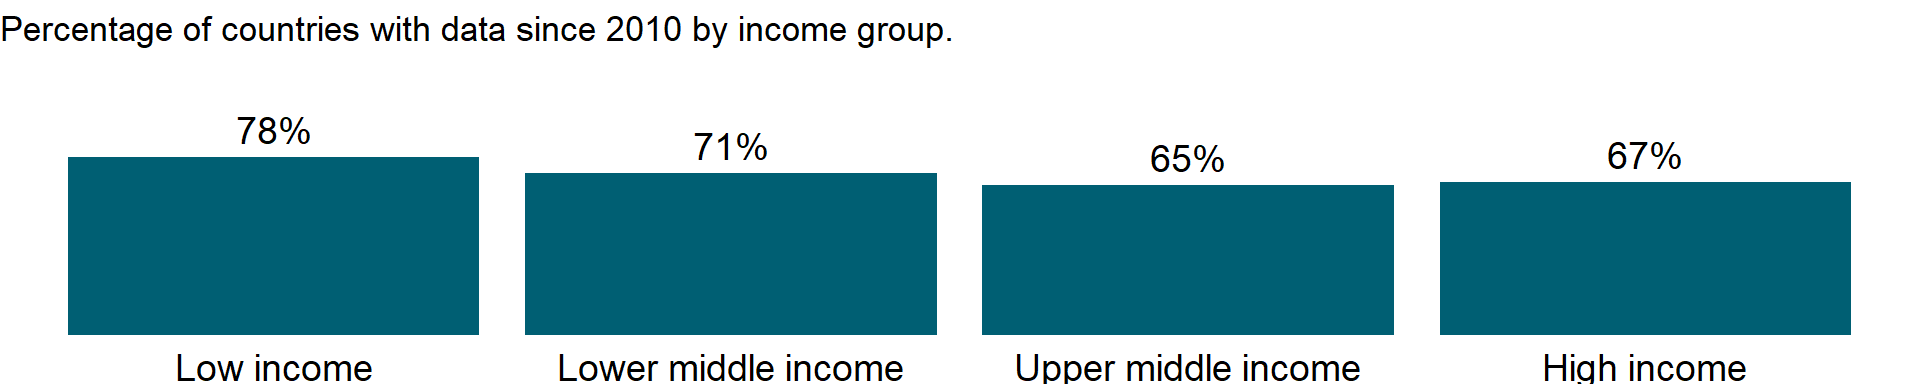 Percentage of countries with data since 2010 by income group.
78%
71%
65%
67%
Low income
Lower middle income
Upper middle income
High income